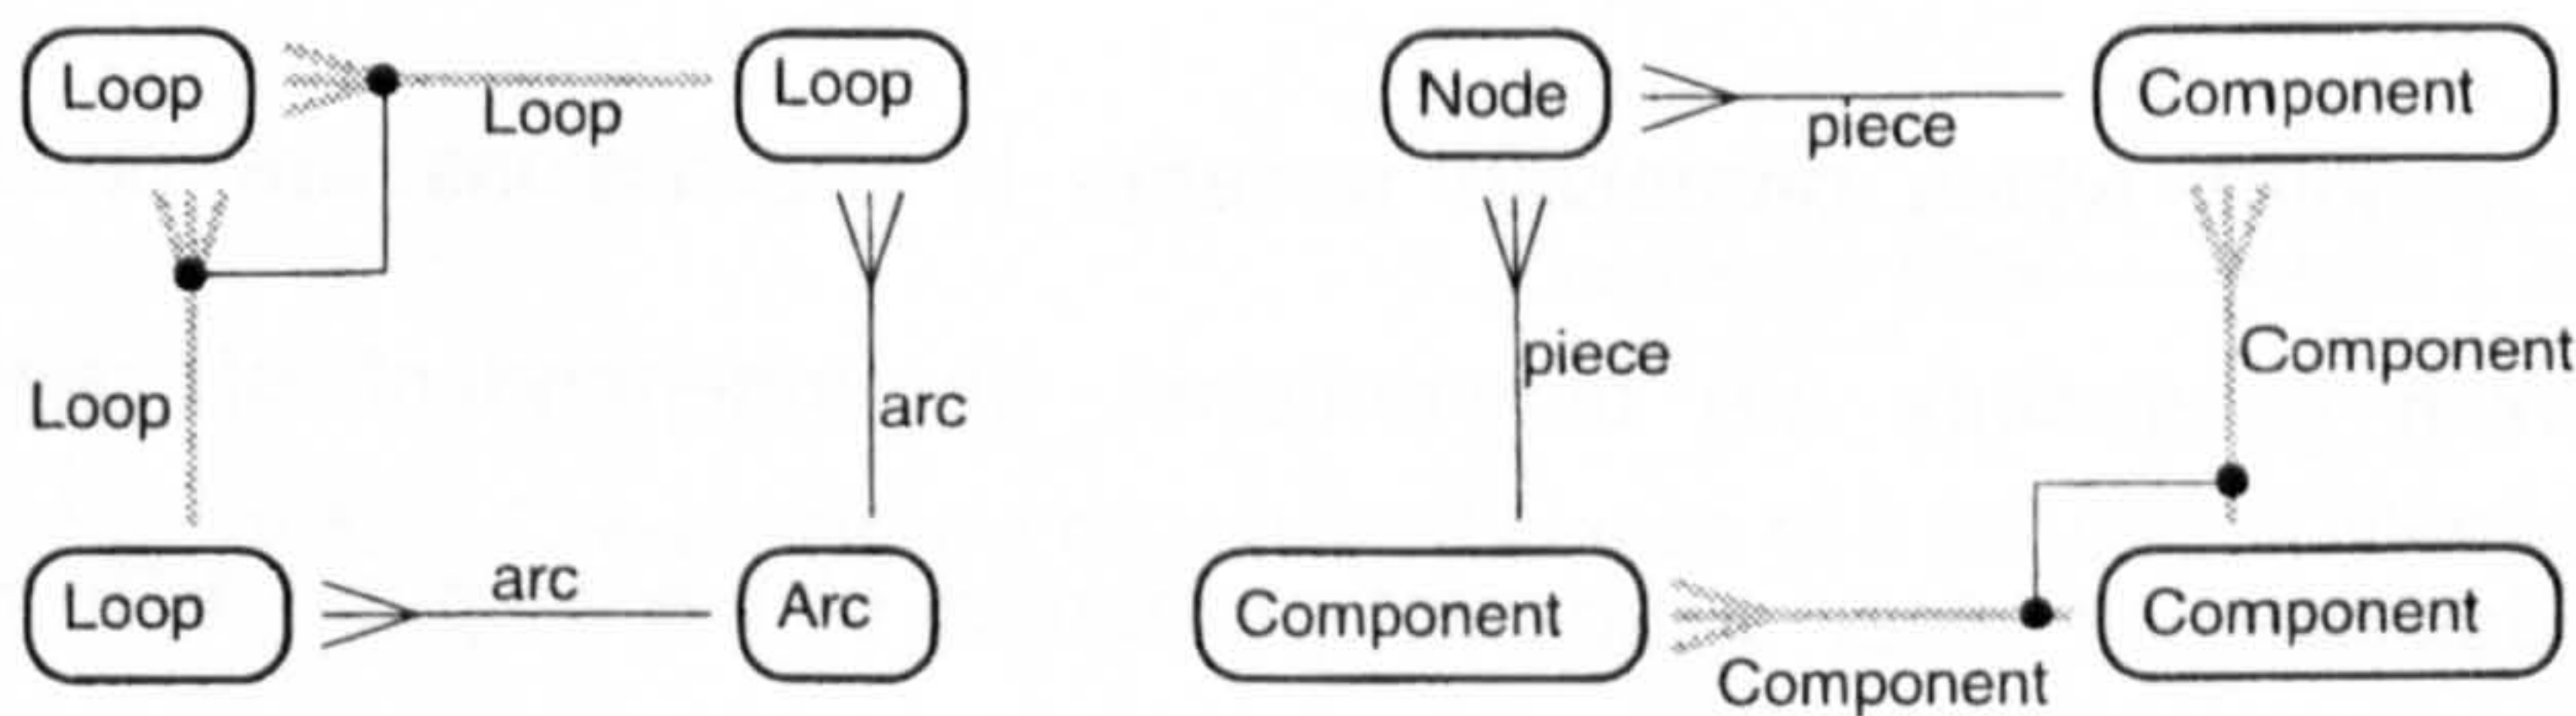 Loop
Loop
Loop
Loop
arc
Loop
arc
Arc
Node
piece
Component
piece
Component
Component
Component
Component